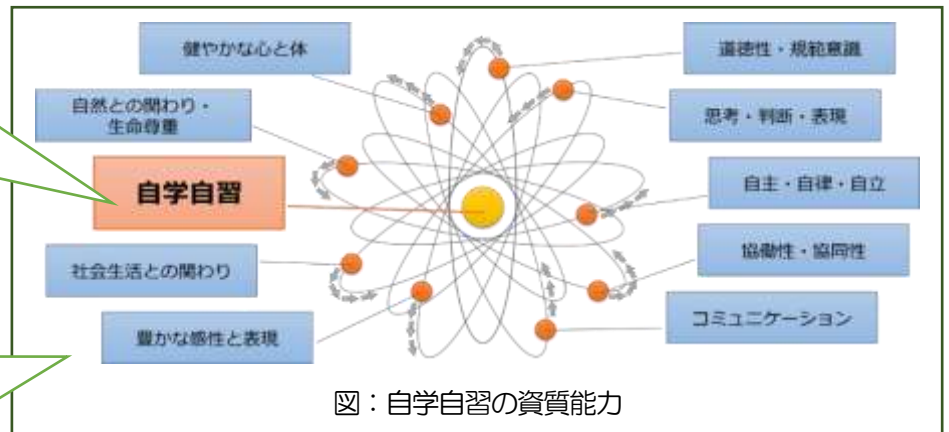 健やかな心と体
自然との関わり・
生命尊重
自学自習
社会生活との関わり
豊かな感性と表現
道徳性・規範意識
思考・判断・表現
自主・自律・自立
協働性・協同性
コミュニケーション
図：自学自習の資質能力